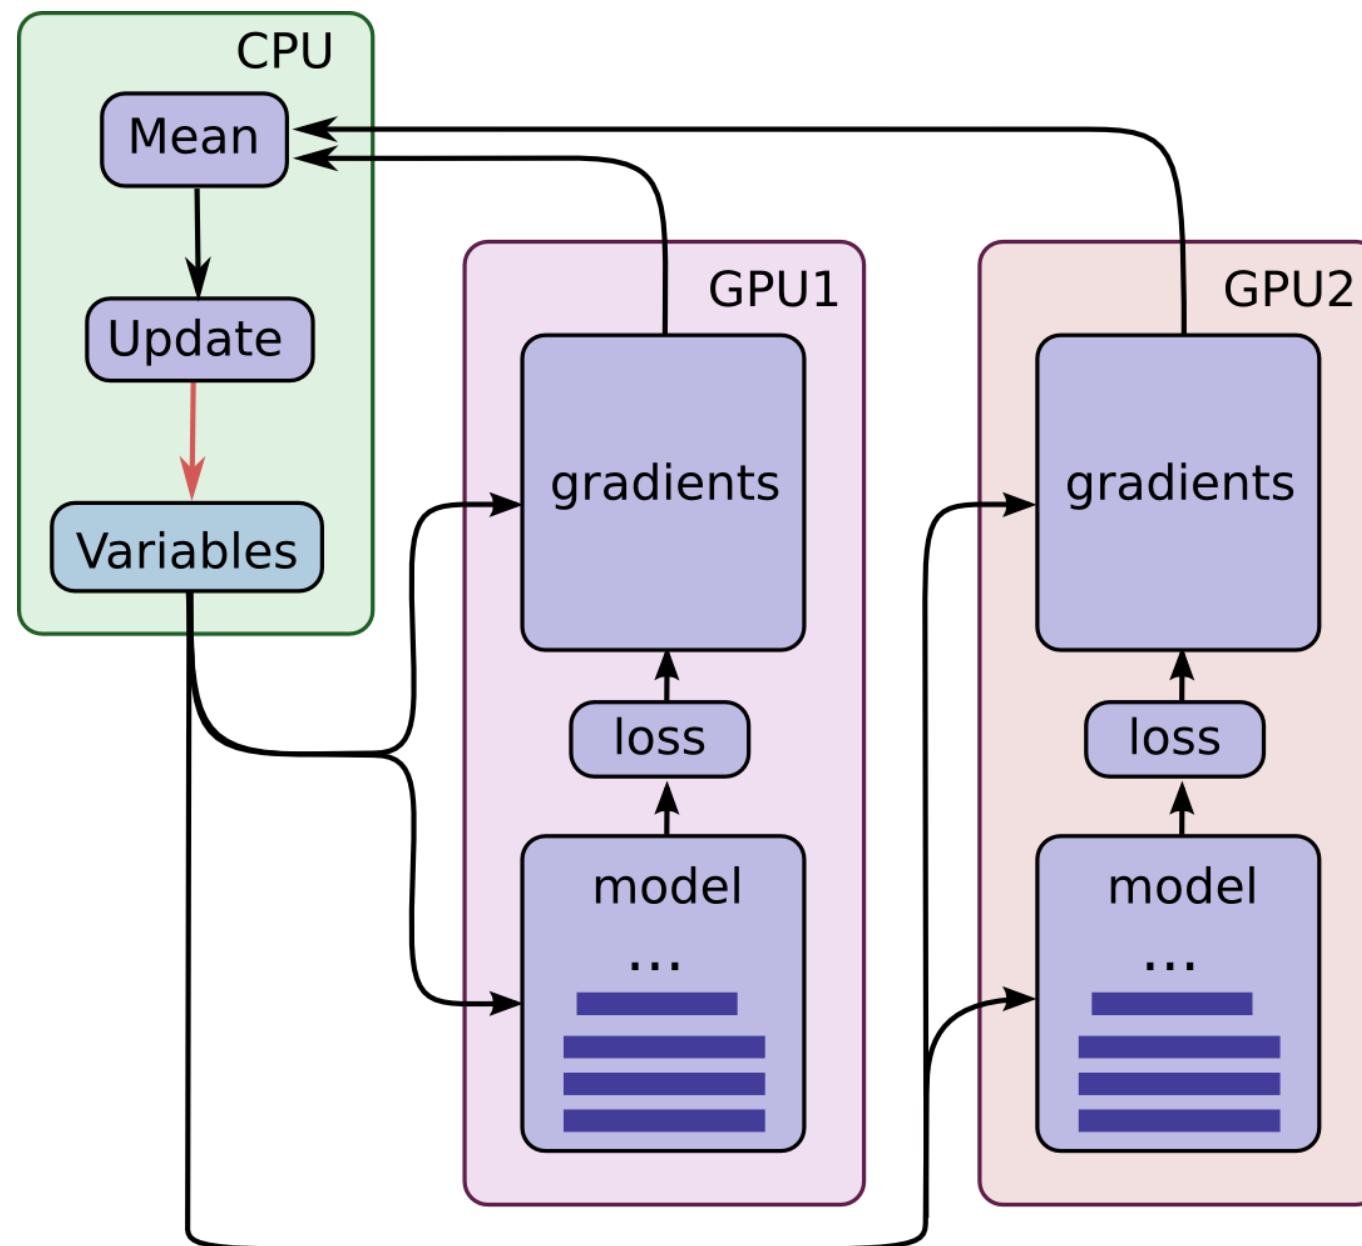 CPU
Mean
Update
Variables
GPU1
gradients
loss
model
...
GPU2
gradients
loss
model
...